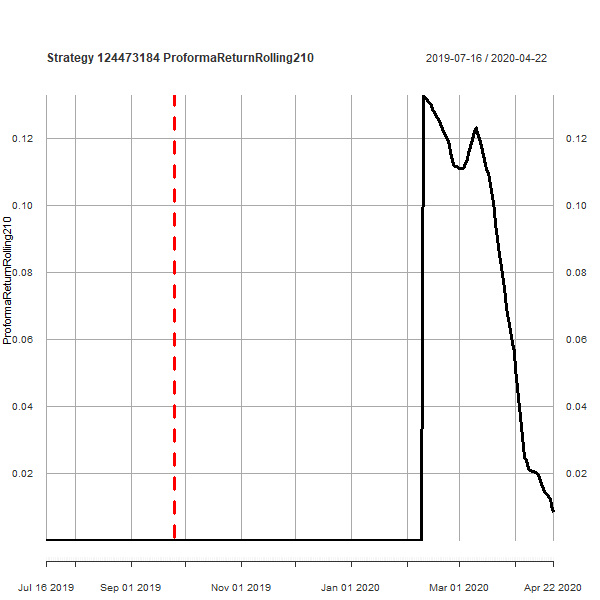 Strategy 124473184 ProformaReturnRolling210
2019-07-16 / 2020-04-22
0.12
0.12
0.10
0.10
0.08
0.08
0.06
0.06
0.04
0.04
0.02
0.02
ProformaReturnRolling210
Jul 16 2019
Sep 01 2019
Nov 01 2019
Jan 01 2020
Mar 01 2020
Apr 22 2020